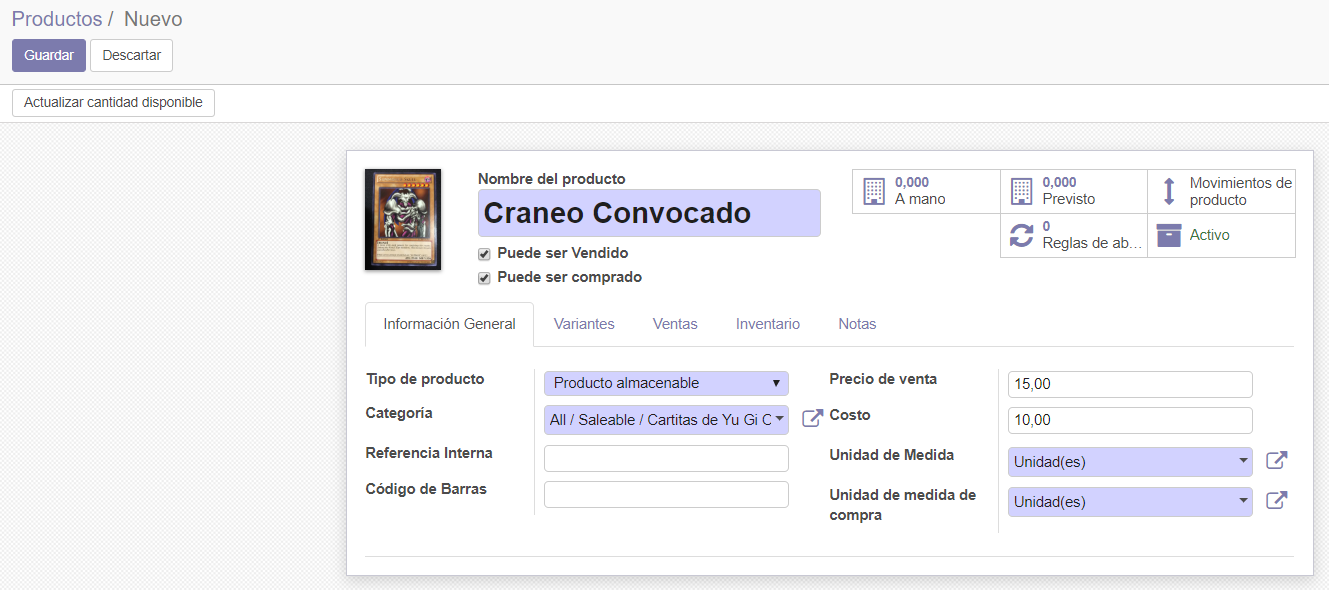 Productos / Nuevo
Guardar Descartar
Actualizar cantidad disponible
Nombre del producto
Craneo Convocado
Puede ser Vendido
Puede ser comprado
0,000
A mano
0,000
Previsto
Movimientos de
producto
0
Reglas de ab...
Activo
Información General Variantes Ventas Inventario Notas
Tipo de producto Producto almacenable
Categoría All / Saleable / Cartitas de Yu Gi O
Referencia Interna
Código de Barras
Precio de venta 15,00
Costo 10,00
Unidad de Medida Unidad(es)
Unidad de medida de
compra Unidad(es)